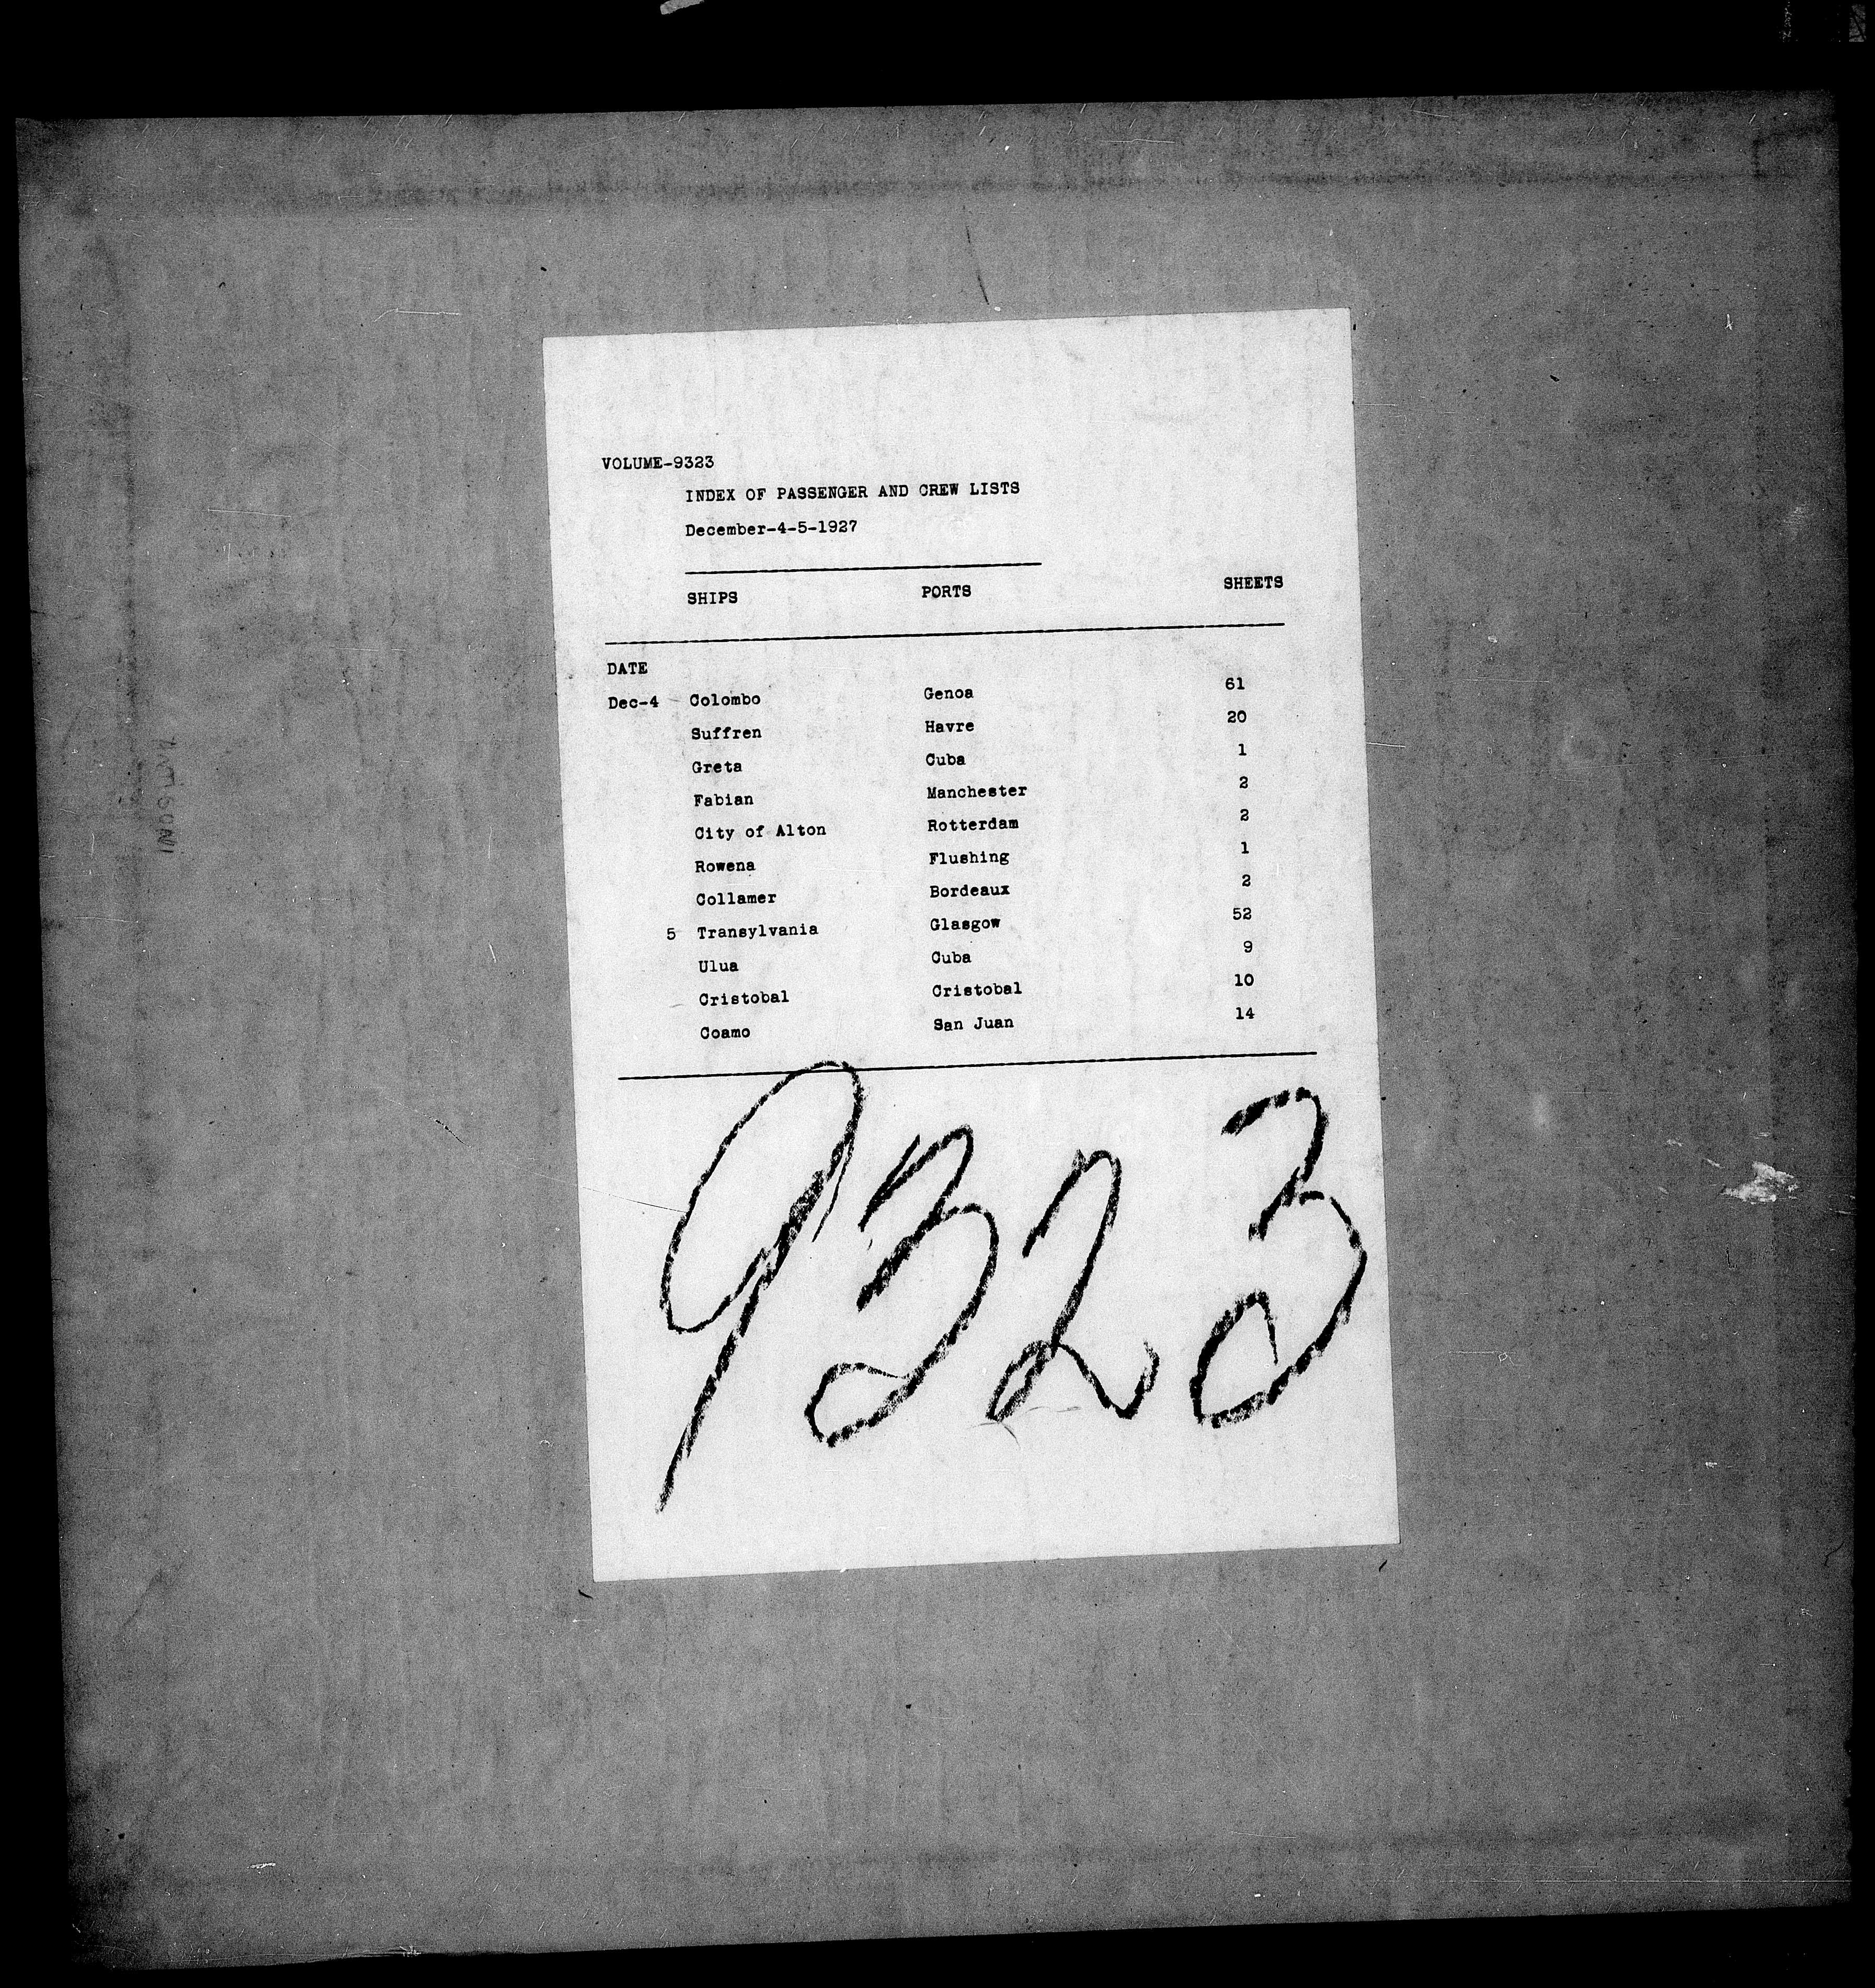 VOLUME-9323
INDEX OF PASSENGER AND CREW LISTS
December-4-5-1927
SHIPS PORTS SHEETS
DATE
Dec-4 Colombo Genoa 61
Suffren Havre 20
Greta Cuba 1
Fabian Manchester 2
City of Alton Rotterdam 2
Rowena Flushing 1
Collamer Bordeaux 2
5 Transylvania Glasgow 52
Ulua Cuba 9
Cristobal Cristobal 10
Coamo San Juan 14
9323